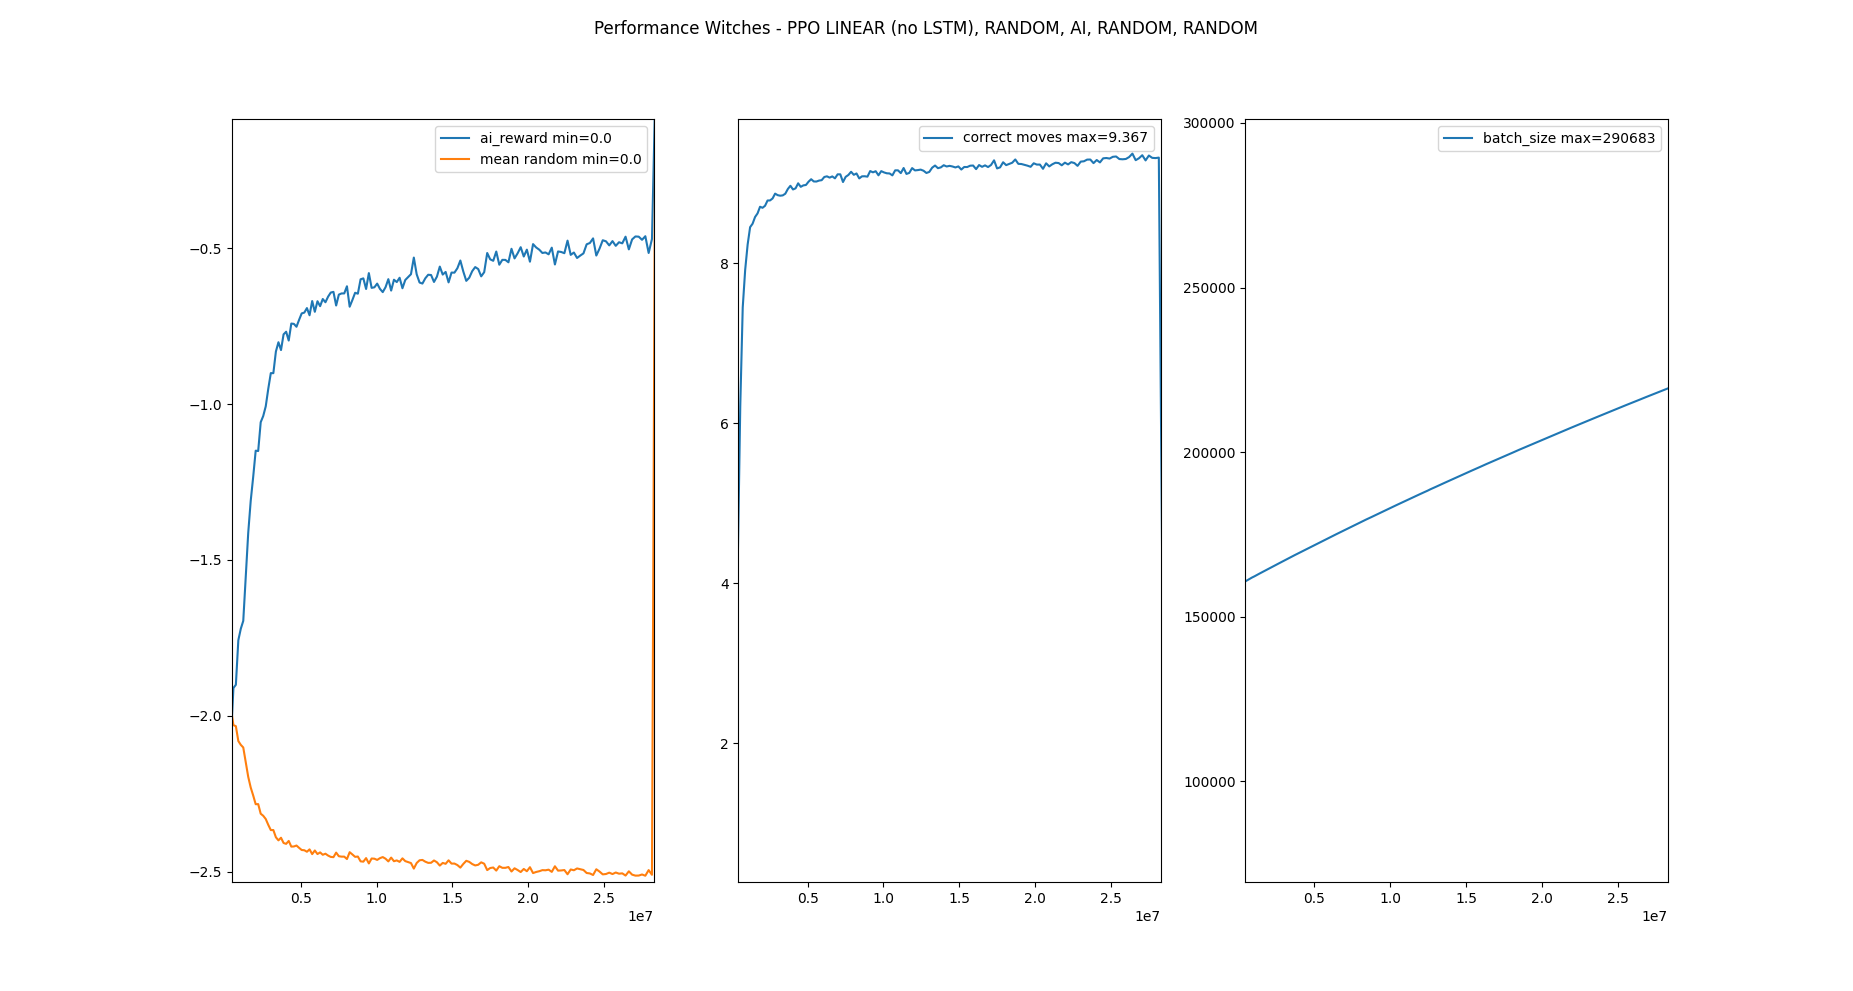 Performance Witches - PPO LINEAR (no LSTM), RANDOM, AI, RANDOM, RANDOM
ai_reward min=0.0
mean random min=0.0
−0.5
−1.0
−1.5
−2.0
−2.5
0.5 1.0 1.5 2.0 2.5
1e7
correct moves max=9.367
8
6
4
2
0.5 1.0 1.5 2.0 2.5
1e7
batch_size max=290683
300000
250000
200000
150000
100000
0.5 1.0 1.5 2.0 2.5
1e7